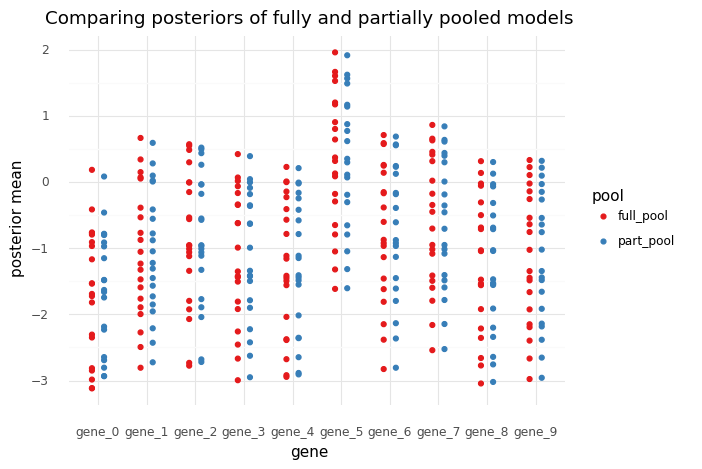 Comparing posteriors of fully and partially pooled models
posterior mean
2
1
0
−1
−2
−3
gene_0 gene_1 gene_2 gene_3 gene_4 gene_5 gene_6 gene_7 gene_8 gene_9
gene
pool
full_pool
part_pool